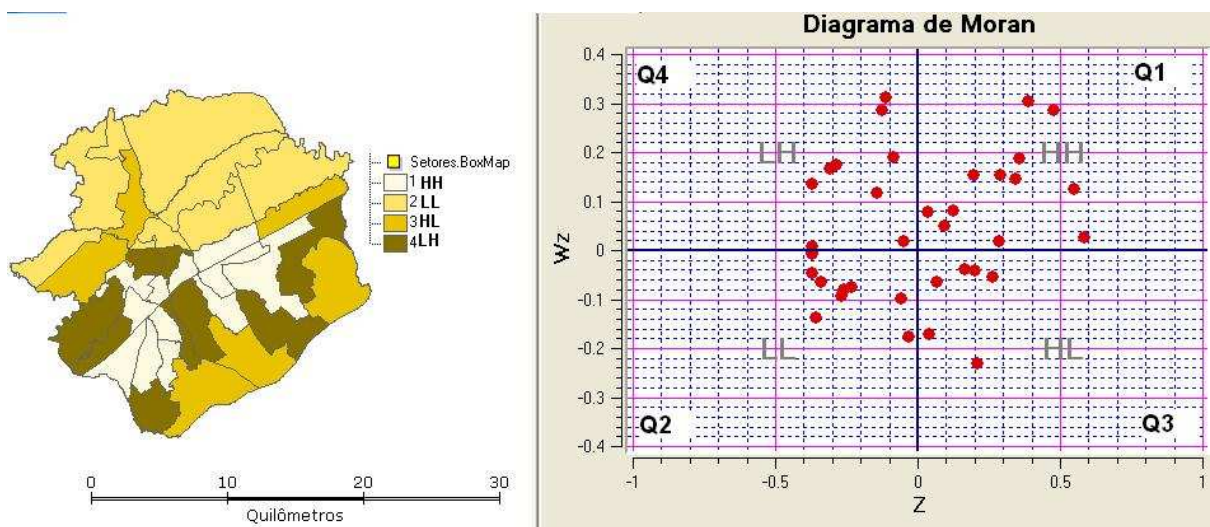 Setores.BoxMap
1 HH
2 LL
3 HL
4 LH
0 10 20 30
Quilômetros
Diagrama de Moran
Q4
Q1
LH
HH
LL
HL
Q2
Q3
0.4
0.3
0.2
0.1
0
-0.1
-0.2
-0.3
-0.4
Wz
-1 -0.5 0 0.5 1
Z